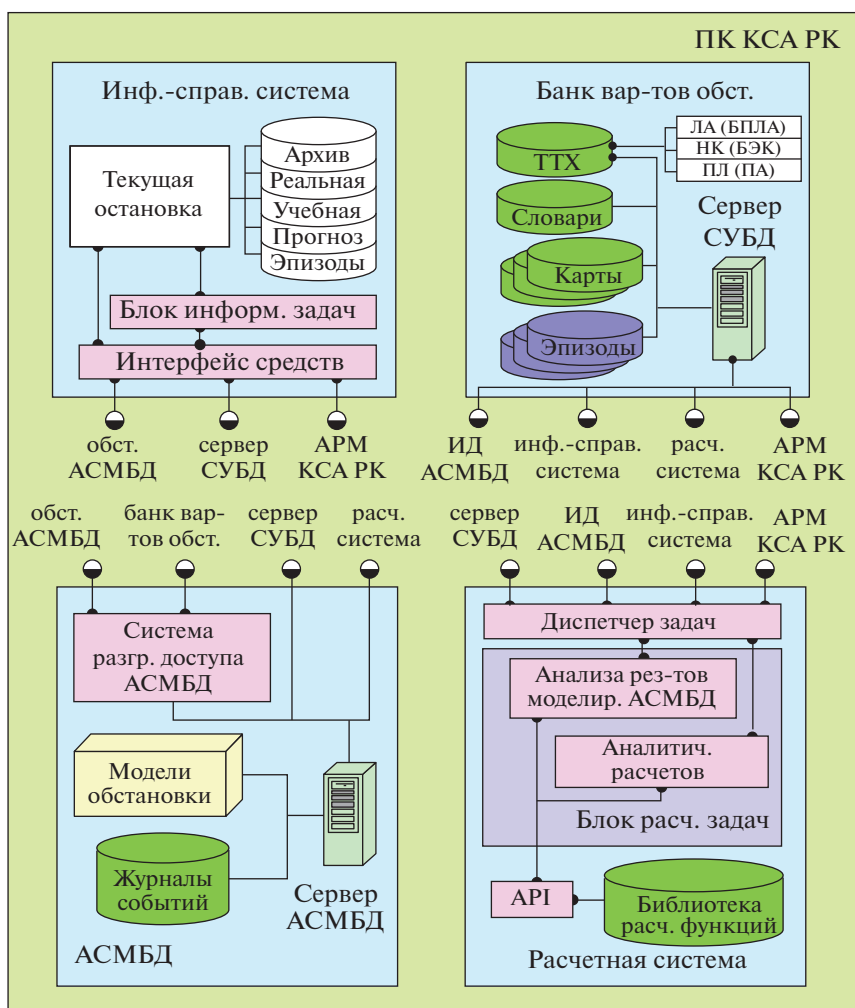 ПК КСА РК
Инф.-справ. система
Текущая
остановка
Архив
Реальная
Учебная
Прогноз
Эпизоды
Блок информ. задач
Интерфейс средств
обст.
АСМБД
сервер
СУБД
АРМ
КСА РК
Банк вар-тов обст.
ТТХ
Словари
Карты
Эпизоды
ЛА (БПЛА)
НК (БЭК)
ПЛ (ПА)
Сервер
СУБД
ИД
АСМБД
инф.-справ.
система
расч.
система
АРМ
КСА РК
обст.
АСМБД
банк вар-
тов обст.
сервер
СУБД
расч.
система
Система
разгр. доступа
АСМБД
Модели
обстановки
Журналы
событий
Сервер
АСМБД
АСМБД
сервер
СУБД
ИД
АСМБД
инф.-справ.
система
АРМ
КСА РК
Диспетчер задач
Анализа рез-тов
моделир. АСМБД
Аналитич.
расчетов
Блок расч. задач
API
Библиотека
расч. функций
Расчетная система